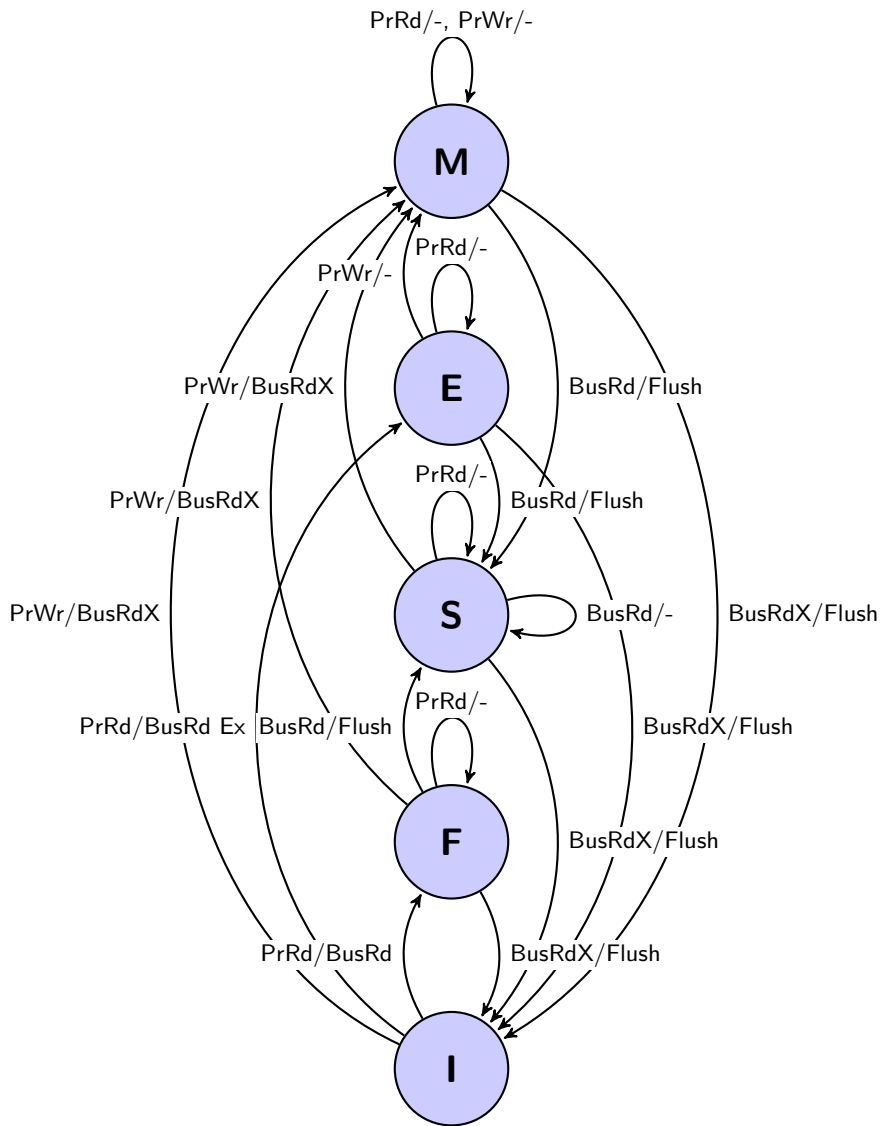 PrRd/-, PrWr/-
M
PrRd/-
PrWr/-
PrWr/BusRdX
E
BusRd/Flush
PrRd/-
PrWr/BusRdX
BusRd/Flush
PrWr/BusRdX
S
BusRd/-
BusRdX/Flush
PrRd/-
PrRd/BusRd Ex
BusRd/Flush
BusRdX/Flush
F
BusRdX/Flush
PrRd/BusRd
BusRdX/Flush
I